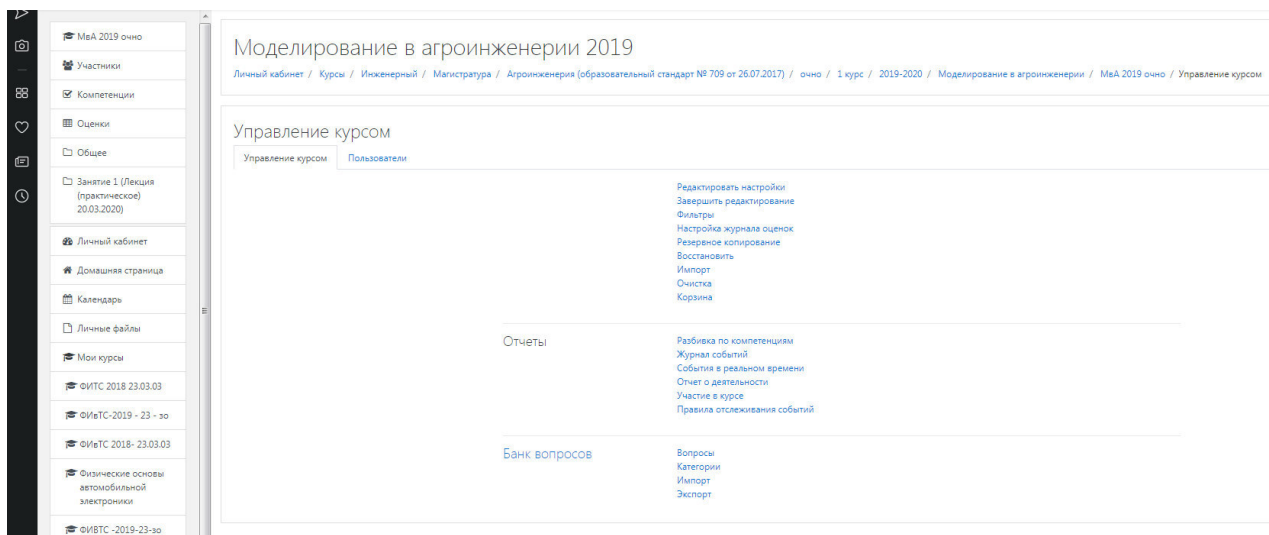 МвА 2019 очно
Участники
Компетенции
Оценки
Общее
Занятие 1 (Лекция
(практическое)
20.03.2020)
Личный кабинет
Домашняя страница
Календарь
Личные файлы
Мои курсы
ФИТС 2018 23.03.03
ФИвТС-2019 - 23 - зо
ФИвТС 2018- 23.03.03
Физические основы
автомобильной
электроники
ФИВТС -2019-23-зо
Моделирование в агроинженерии 2019
Личный кабинет / Курсы / Инженерный / Магистратура / Агроинженерия (образовательный стандарт № 709 от 26.07.2017) / очно / 1 курс / 2019-2020 / Моделирование в агроинженерии / МвА 2019 очно / Управление курсом
Управление курсом
Управление курсом Пользователи
Редактировать настройки
Завершить редактирование
Фильтры
Настройка журнала оценок
Резервное копирование
Восстановить
Импорт
Очистка
Корзина
Отчеты
Разбивка по компетенциям
Журнал событий
События в реальном времени
Отчет о деятельности
Участие в курсе
Правила отслеживания событий
Банк вопросов
Вопросы
Категории
Импорт
Экспорт